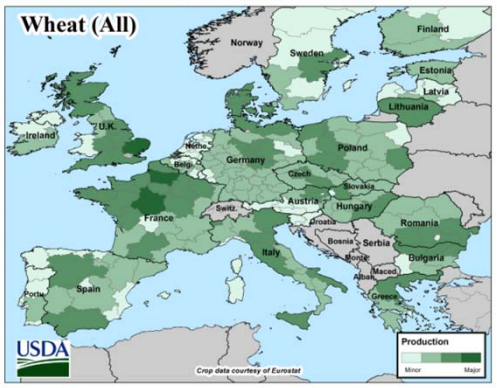 Wheat (All)
Norway
Sweden
Finland
Estonia
Latvia
Lithuania
Ireland
U.K.
Nethe.
Belgi.
Germany
Poland
Czech
Slovakia
France
Switz.
Austria
Hungary
Croatia
Romania
Bosnia
Serbia
Italy
Monte.
Bulgaria
Alban.
Maced.
Portu.
Spain
Greece
USDA
Crop data courtesy of Eurostat
Production
Minor Major